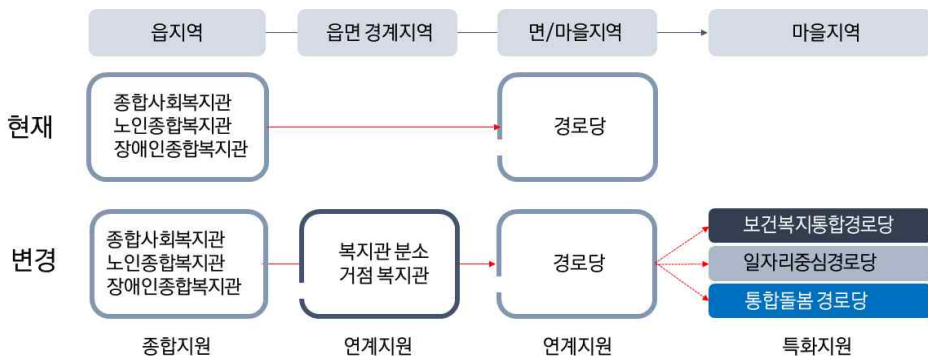 읍지역
읍면 경계지역
면/마을지역
마을지역
현재
종합사회복지관
노인종합복지관
장애인종합복지관
경로당
변경
종합사회복지관
노인종합복지관
장애인종합복지관
복지관 분소
거점 복지관
경로당
보건복지통합경로당
일자리중심경로당
통합돌봄 경로당
종합지원
연계지원
연계지원
특화지원